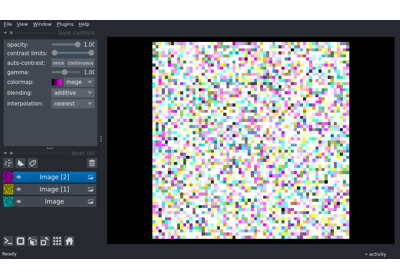 File View Window Plugins Help
layer controls
opacity: 1.00
contrast limits:
auto-contrast: once continuous
gamma: 1.00
colormap: mage
blending: additive
interpolation: nearest
layer list
Image [2]
Image [1]
Image
Ready
activity